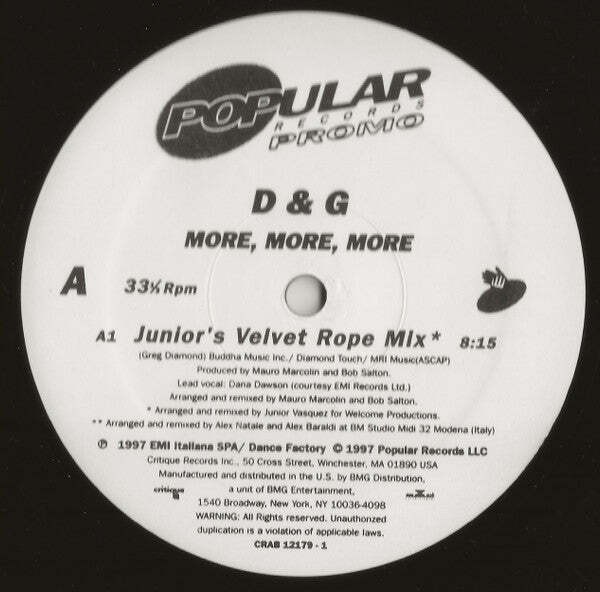 POPULAR
RECORDS
PROMO
D & G
MORE, MORE, MORE
A 33⅓ Rpm
A1 Junior's Velvet Rope Mix* 8:15
(Greg Diamond) Buddha Music Inc./ Diamond Touch/ MRI Music(ASCAP)
Produced by Mauro Marcolin and Bob Salton.
Lead vocal: Dana Dawson (courtesy EMI Records Ltd.)
Arranged and remixed by Mauro Marcolin and Bob Salton.
* Arranged and remixed by Junior Vasquez for Welcome Productions.
** Arranged and remixed by Alex Natale and Alex Baraldi at BM Studio Midi 32 Modena (Italy)
℗ 1997 EMI Italiana SPA/ Dance Factory © 1997 Popular Records LLC
Critique Records Inc., 50 Cross Street, Winchester, MA 01890 USA
Manufactured and distributed in the U.S. by BMG Distribution,
critique a unit of BMG Entertainment,
1540 Broadway, New York, NY 10036-4098
WARNING: All Rights reserved. Unauthorized
duplication is a violation of applicable laws.
CRAB 12179 - 1